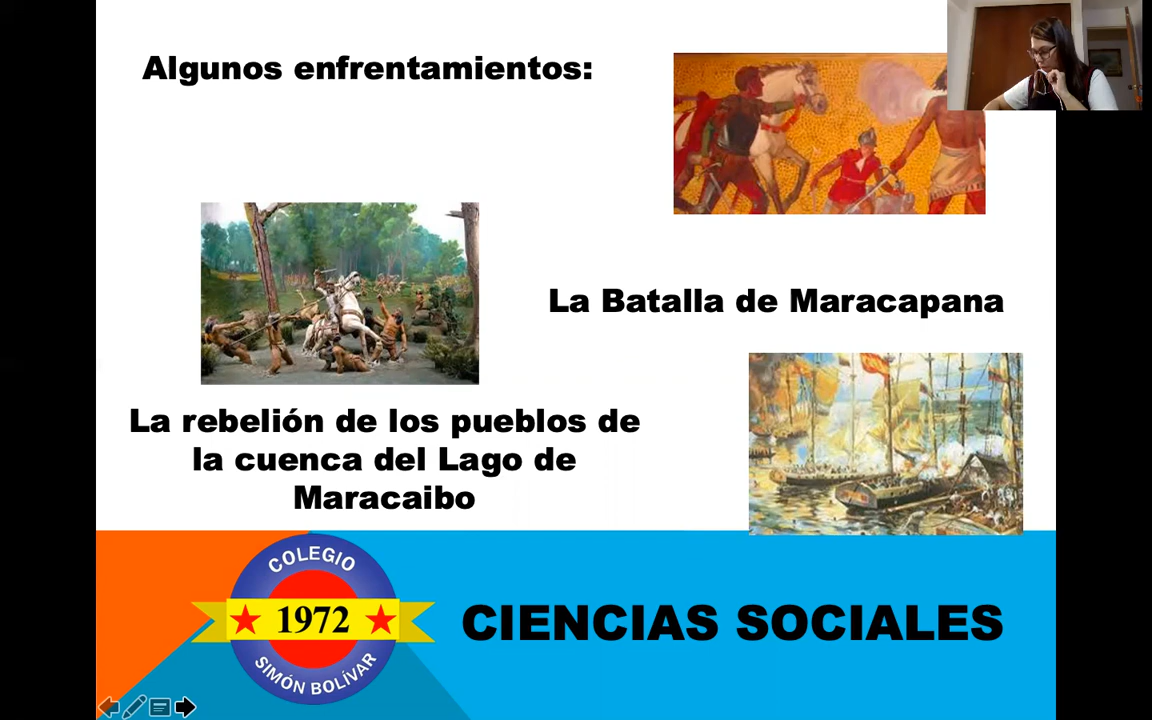 Algunos enfrentamientos:
La Batalla de Maracapana
La rebelión de los pueblos de
la cuenca del Lago de
Maracaibo
COLEGIO
1972
SIMÓN BOLÍVAR
CIENCIAS SOCIALES